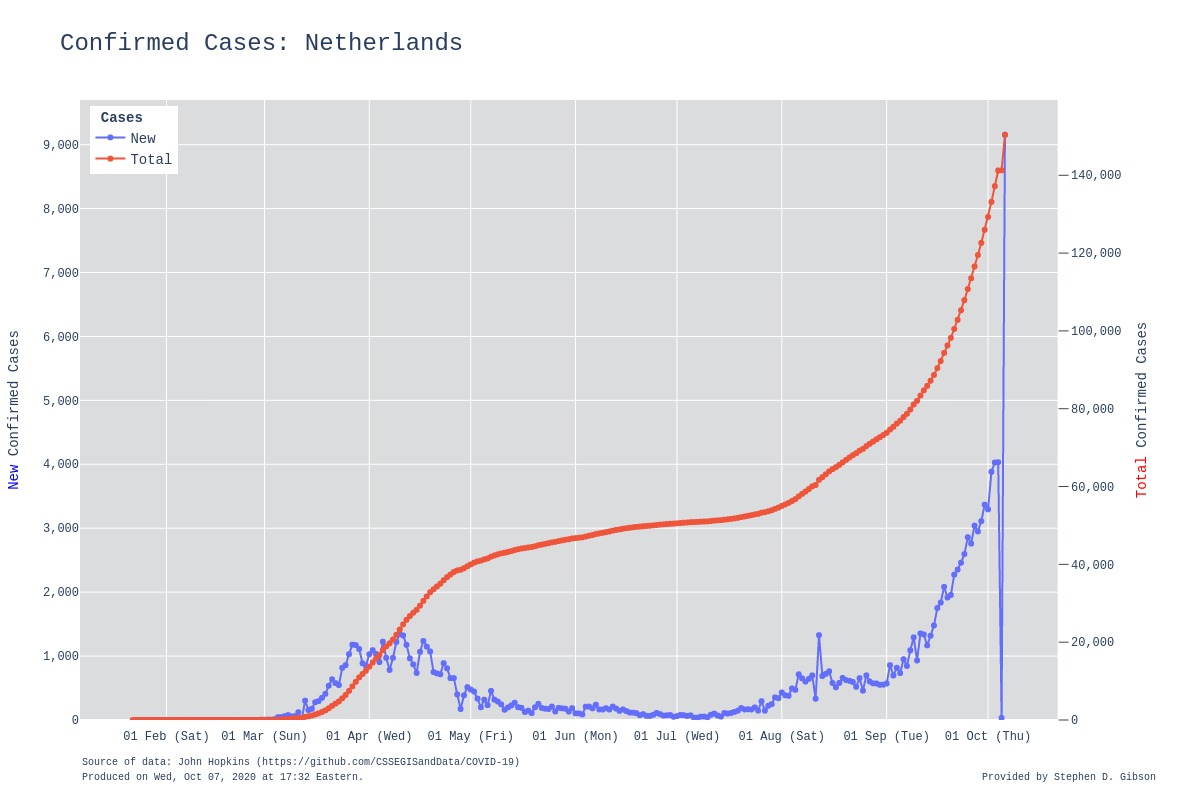 Confirmed Cases: Netherlands
Cases
New
Total
9,000
8,000
7,000
6,000
5,000
4,000
3,000
2,000
1,000
0
New Confirmed Cases
140,000
120,000
100,000
80,000
60,000
40,000
20,000
0
Total Confirmed Cases
01 Feb (Sat) 01 Mar (Sun) 01 Apr (Wed) 01 May (Fri) 01 Jun (Mon) 01 Jul (Wed) 01 Aug (Sat) 01 Sep (Tue) 01 Oct (Thu)
Source of data: John Hopkins (https://github.com/CSSEGISandData/COVID-19)
Produced on Wed, Oct 07, 2020 at 17:32 Eastern.
Provided by Stephen D. Gibson